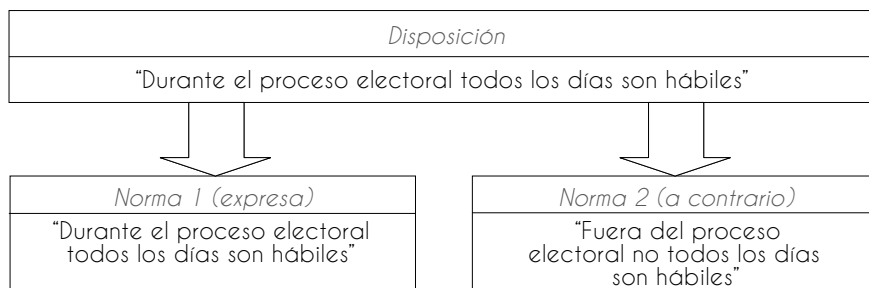 Disposición
“Durante el proceso electoral todos los días son hábiles”
Norma 1 (expresa)
“Durante el proceso electoral
todos los días son hábiles”
Norma 2 (a contrario)
“Fuera del proceso
electoral no todos los días
son hábiles”